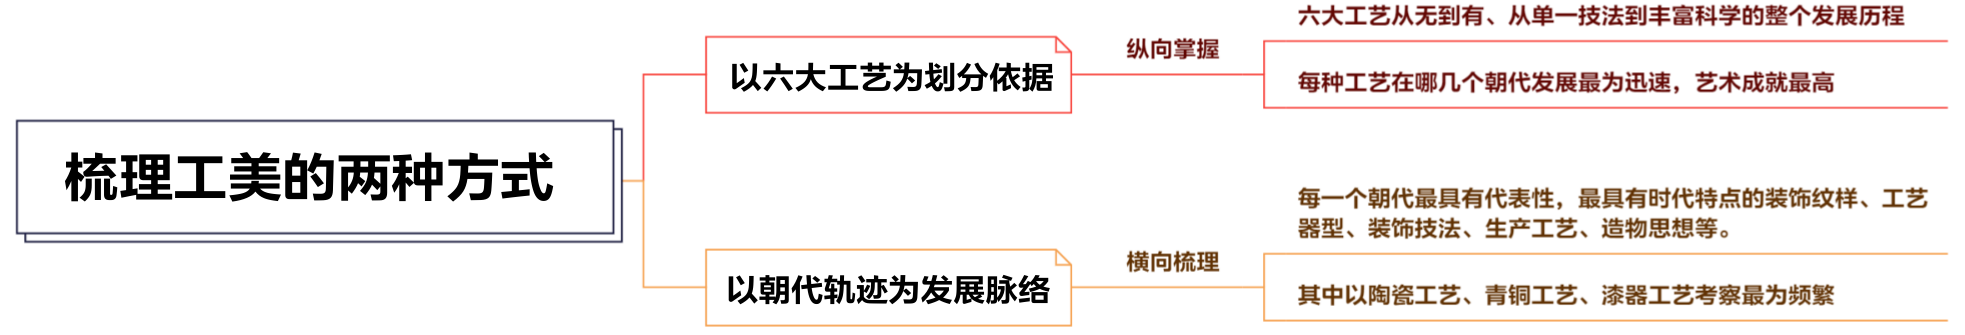 梳理工美的两种方式
以六大工艺为划分依据
纵向掌握
六大工艺从无到有、从单一技法到丰富科学的整个发展历程
每种工艺在哪几个朝代发展最为迅速，艺术成就最高
以朝代轨迹为发展脉络
横向梳理
每一个朝代最具有代表性，最具有时代特点的装饰纹样、工艺
器型、装饰技法、生产工艺、造物思想等。
其中以陶瓷工艺、青铜工艺、漆器工艺考察最为频繁